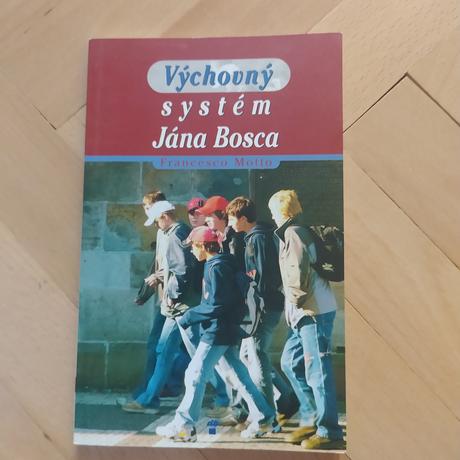 Výchovný
systém
Jána Bosca
Francesco Motto